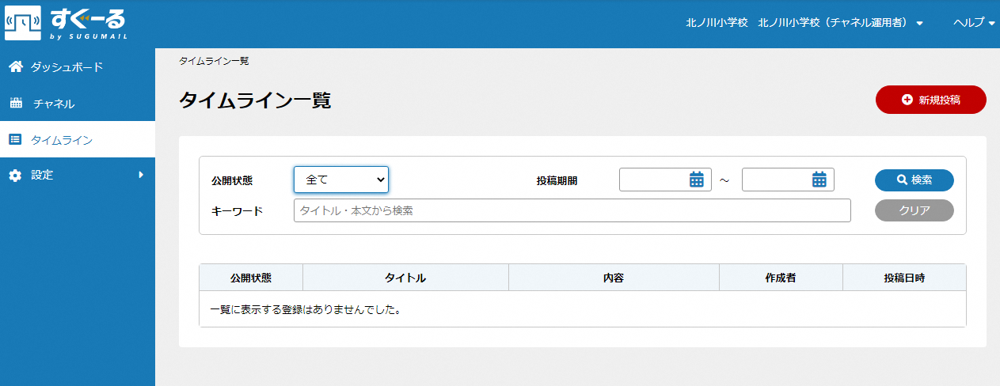 すぐーる
by SUGUMAIL
北ノ川小学校 北ノ川小学校（チャネル運用者） ヘルプ
ダッシュボード
チャネル
タイムライン
設定
タイムライン一覧
タイムライン一覧
新規投稿
公開状態 全て 投稿期間 ～ 検索
キーワード タイトル・本文から検索 クリア
公開状態 タイトル 内容 作成者 投稿日時
一覧に表示する登録はありませんでした。